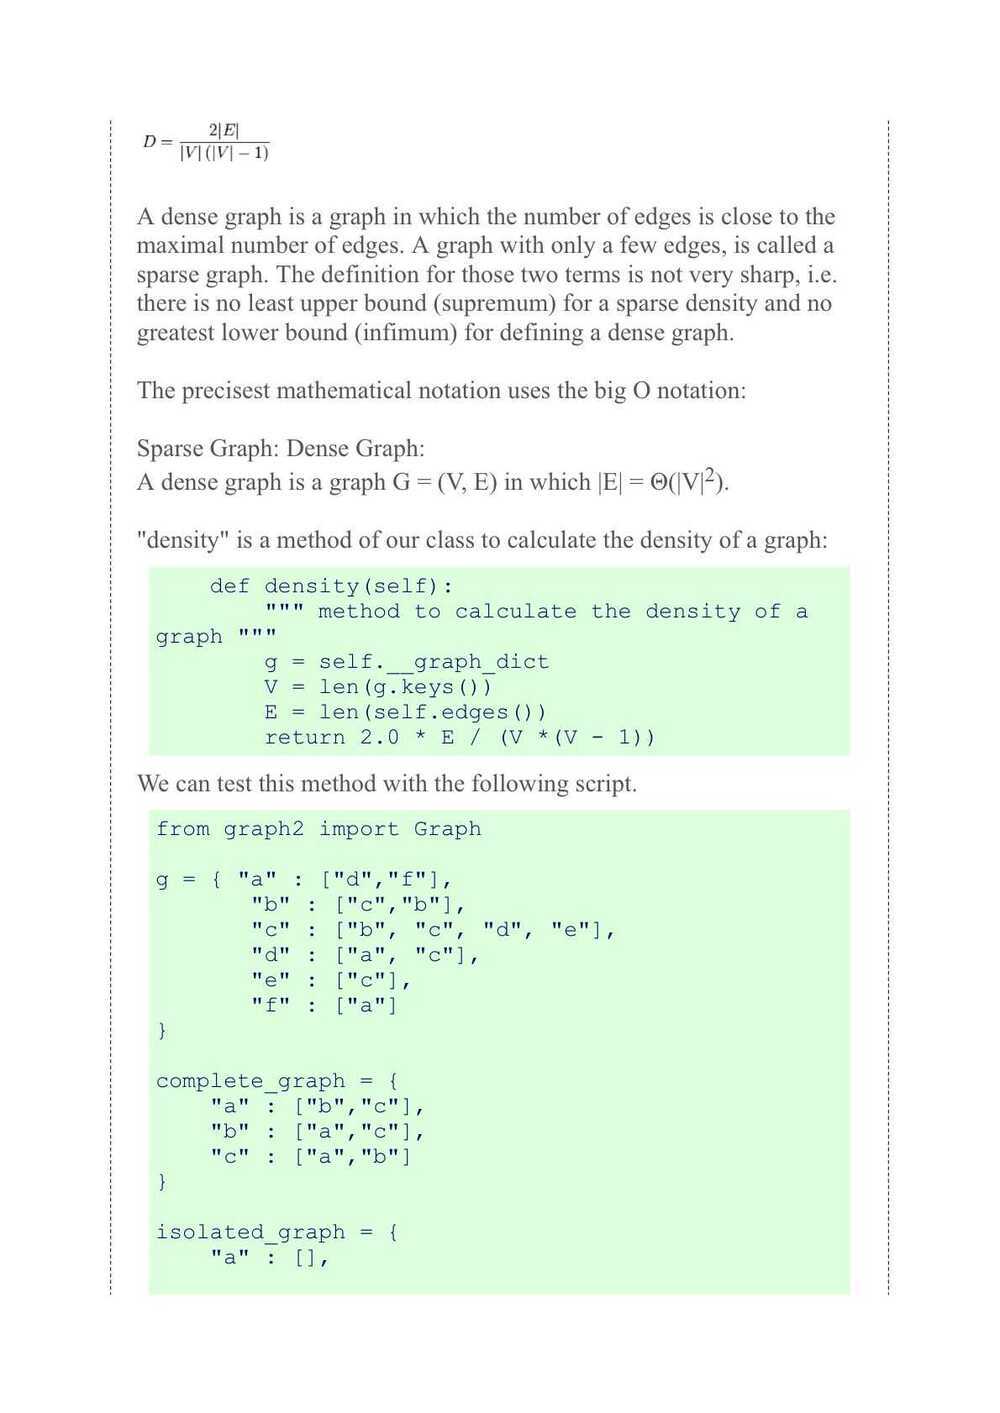 D = 2|E| / |V| (|V| − 1)
A dense graph is a graph in which the number of edges is close to the
maximal number of edges. A graph with only a few edges, is called a
sparse graph. The definition for those two terms is not very sharp, i.e.
there is no least upper bound (supremum) for a sparse density and no
greatest lower bound (infimum) for defining a dense graph.
The precisest mathematical notation uses the big O notation:
Sparse Graph: Dense Graph:
A dense graph is a graph G = (V, E) in which |E| = Θ(|V|²).
"density" is a method of our class to calculate the density of a graph:
    def density(self):
        """ method to calculate the density of a
graph """
        g = self.__graph_dict
        V = len(g.keys())
        E = len(self.edges())
        return 2.0 * E / (V *(V - 1))
We can test this method with the following script.
from graph2 import Graph
g = { "a" : ["d","f"],
       "b" : ["c","b"],
       "c" : ["b", "c", "d", "e"],
       "d" : ["a", "c"],
       "e" : ["c"],
       "f" : ["a"]
}
complete_graph = {
    "a" : ["b","c"],
    "b" : ["a","c"],
    "c" : ["a","b"]
}
isolated_graph = {
    "a" : [],